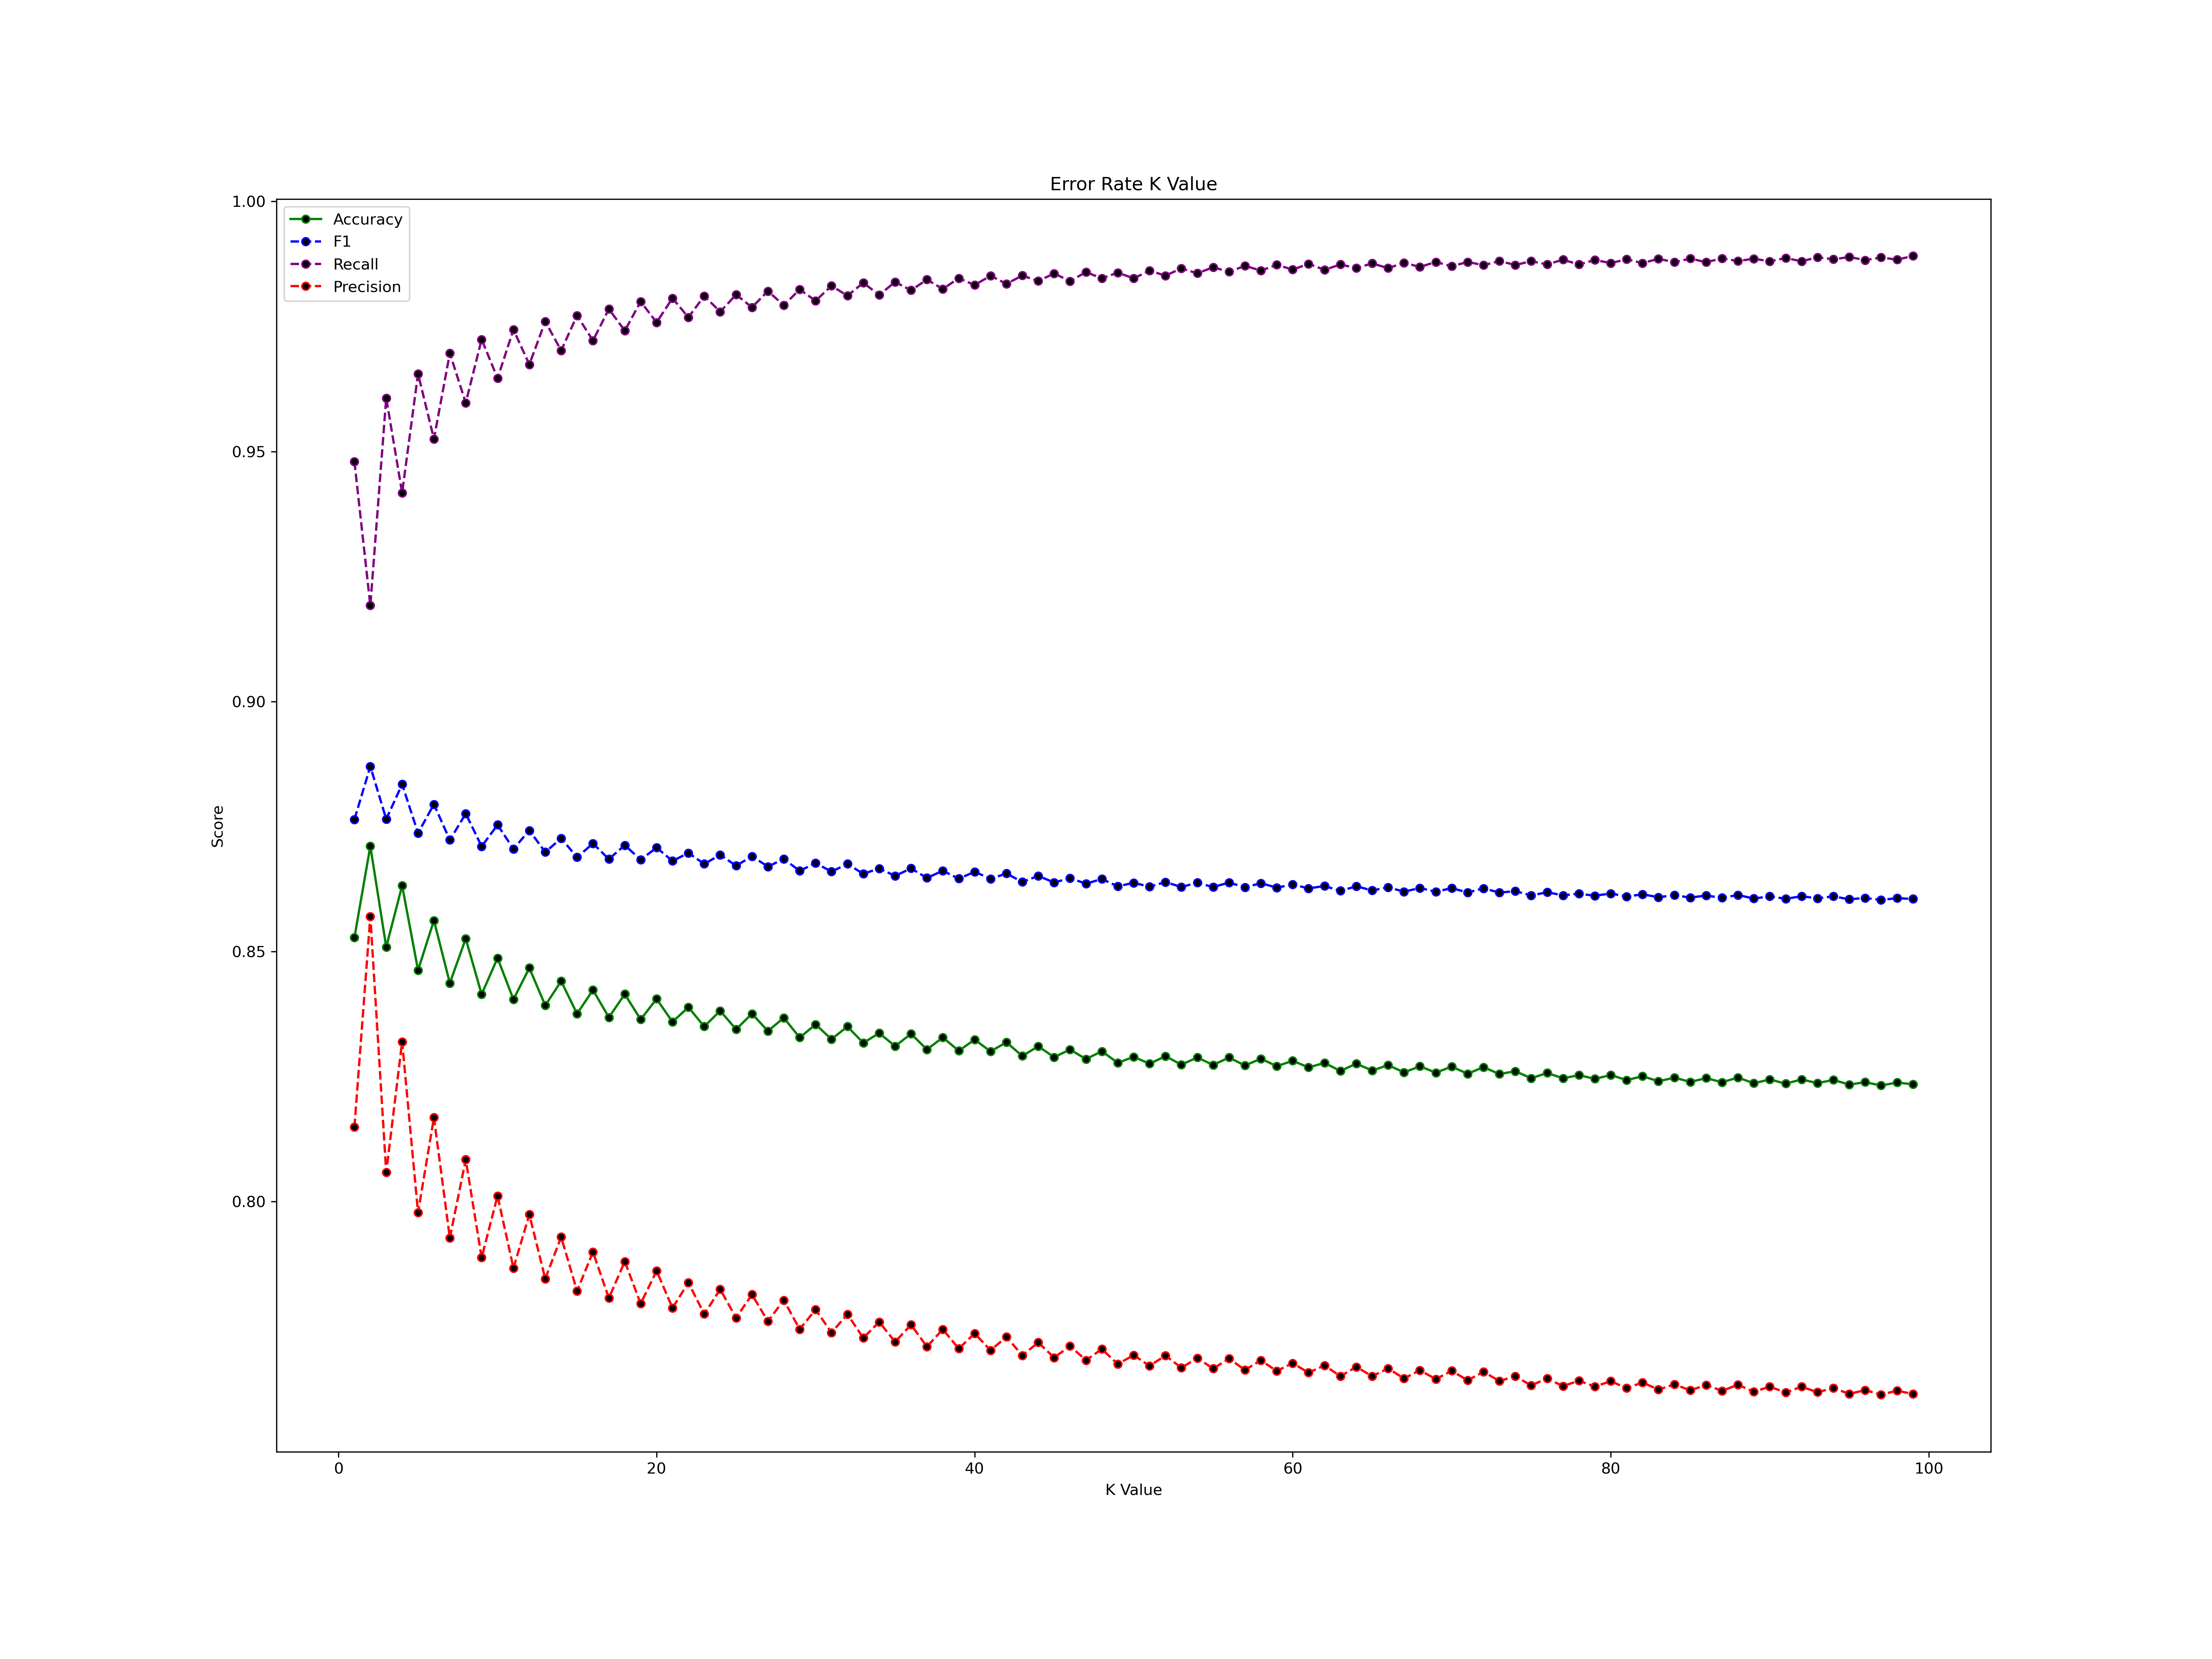 Error Rate K Value
Accuracy
F1
Recall
Precision
Score
1.00
0.95
0.90
0.85
0.80
0 20 40 60 80 100
K Value